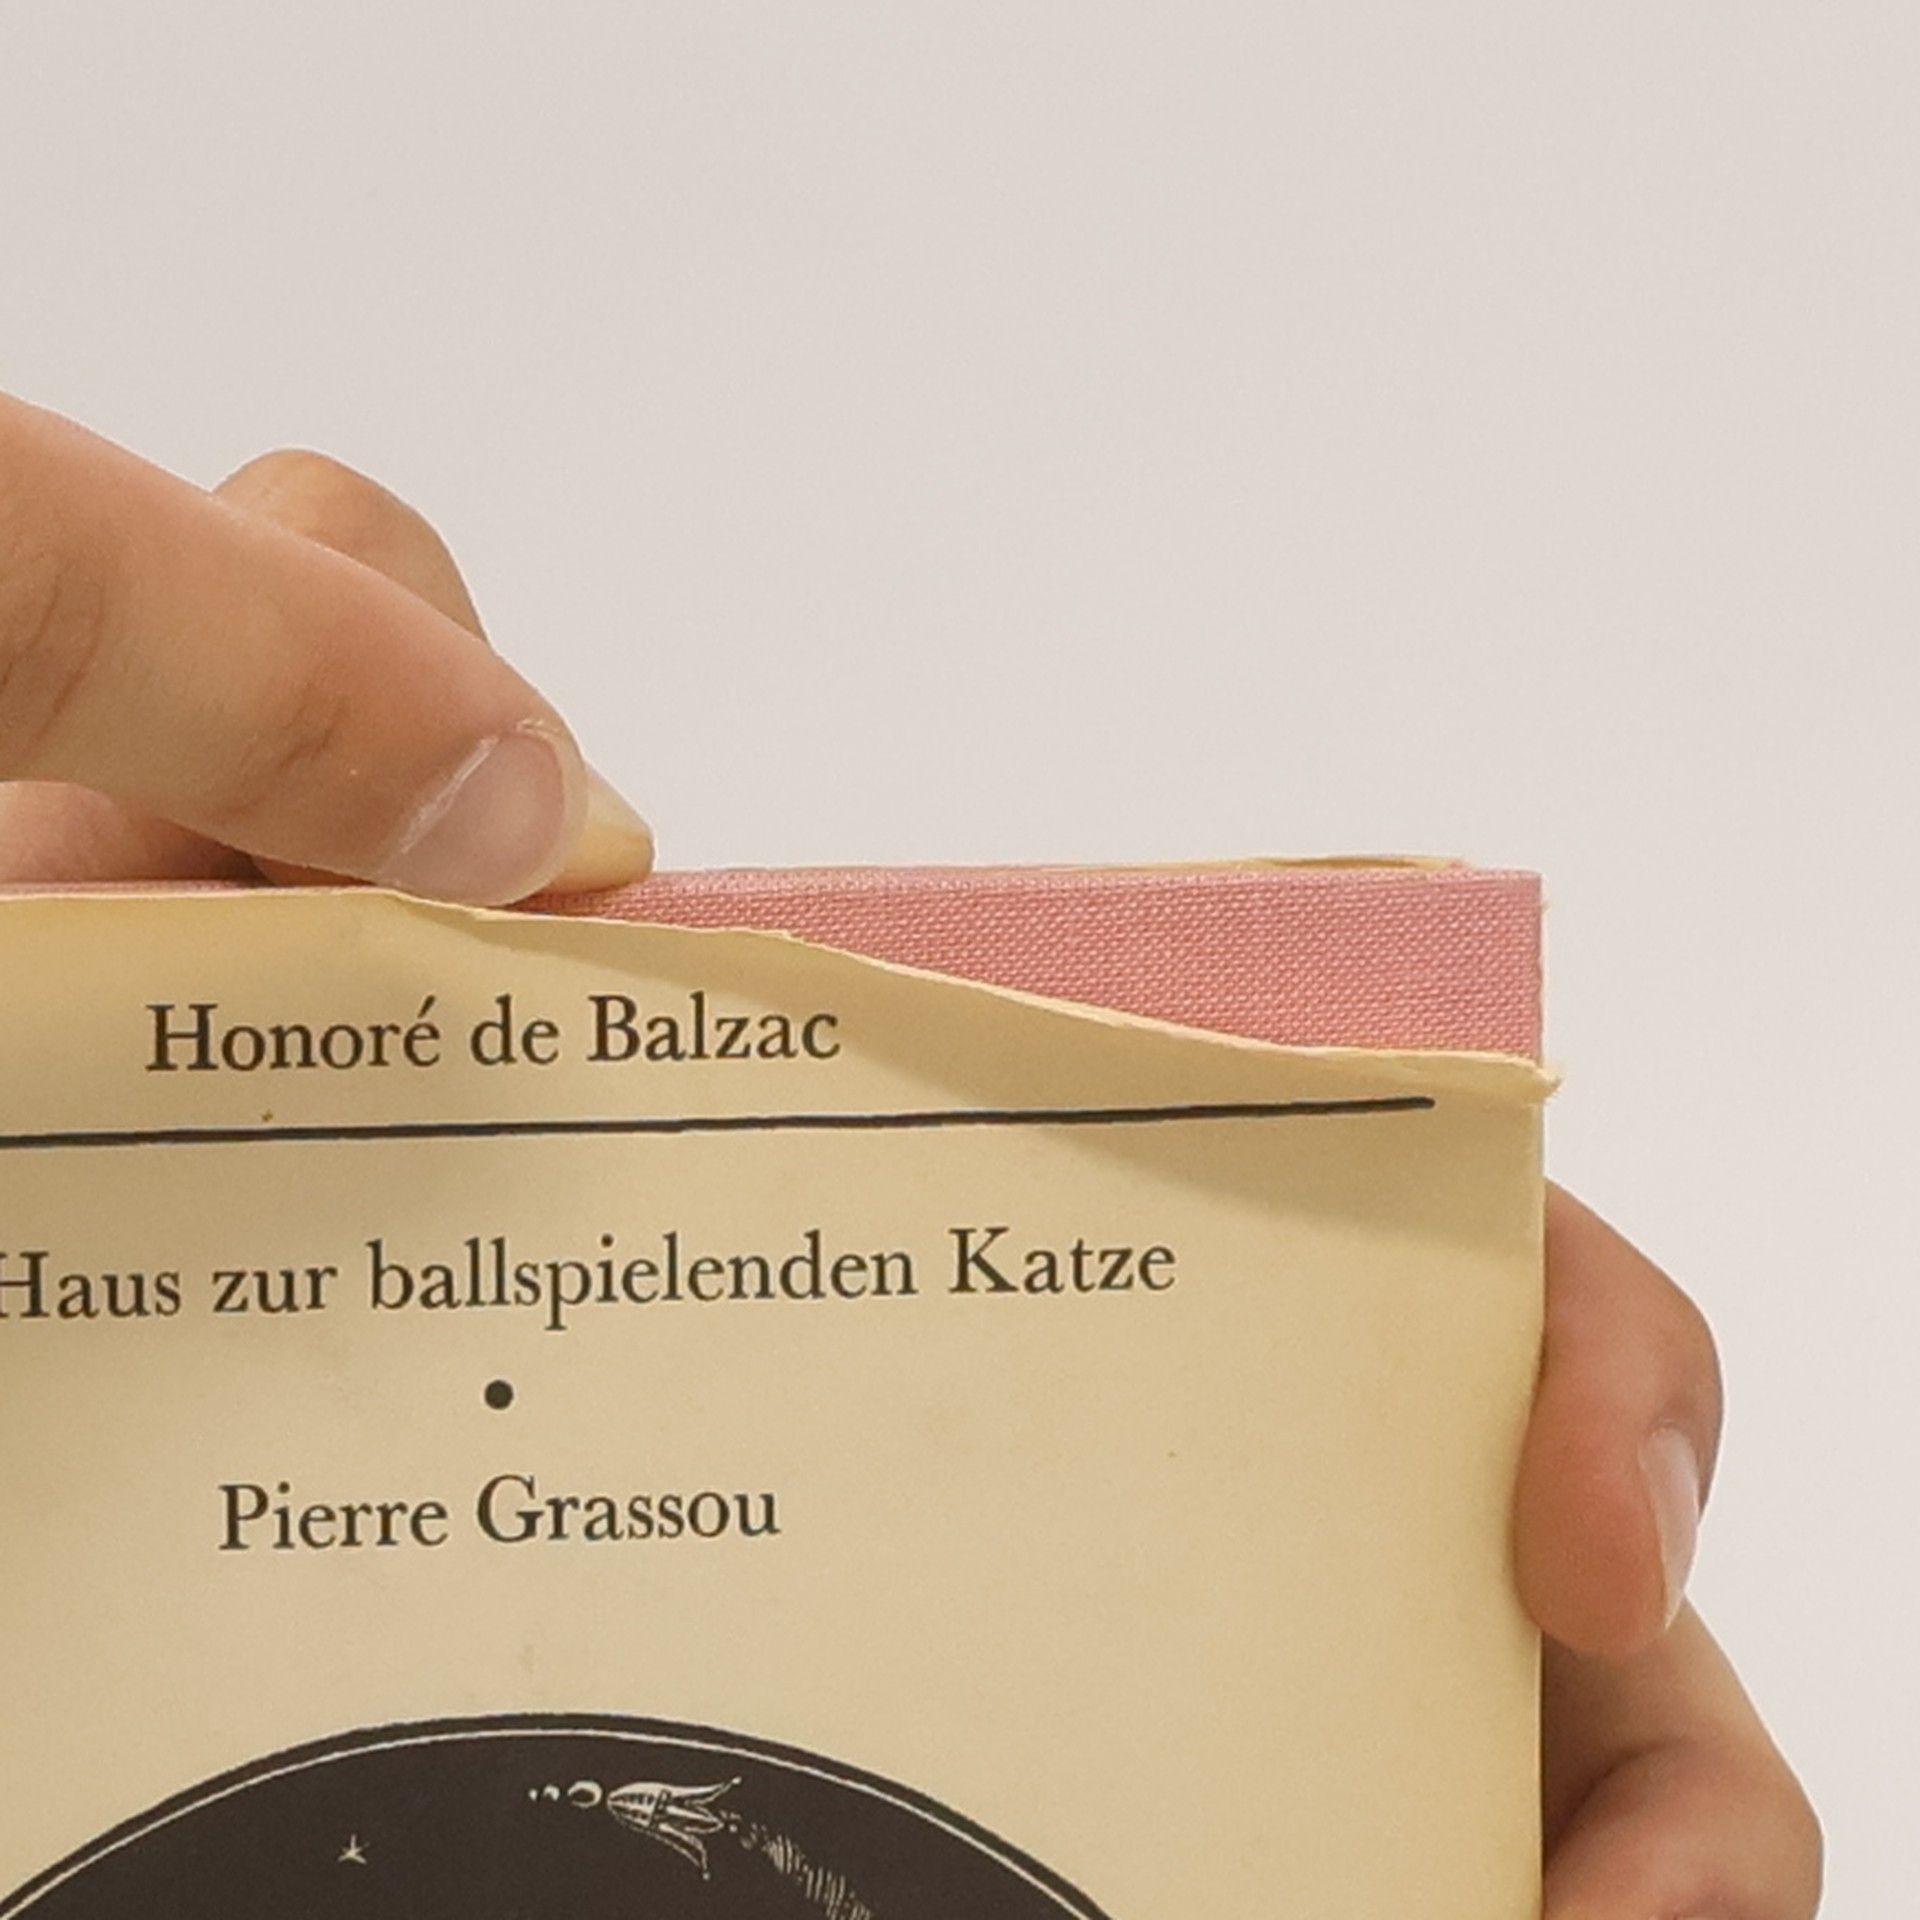 Honoré de Balzac
Haus zur ballspielenden Katze
•
Pierre Grassou